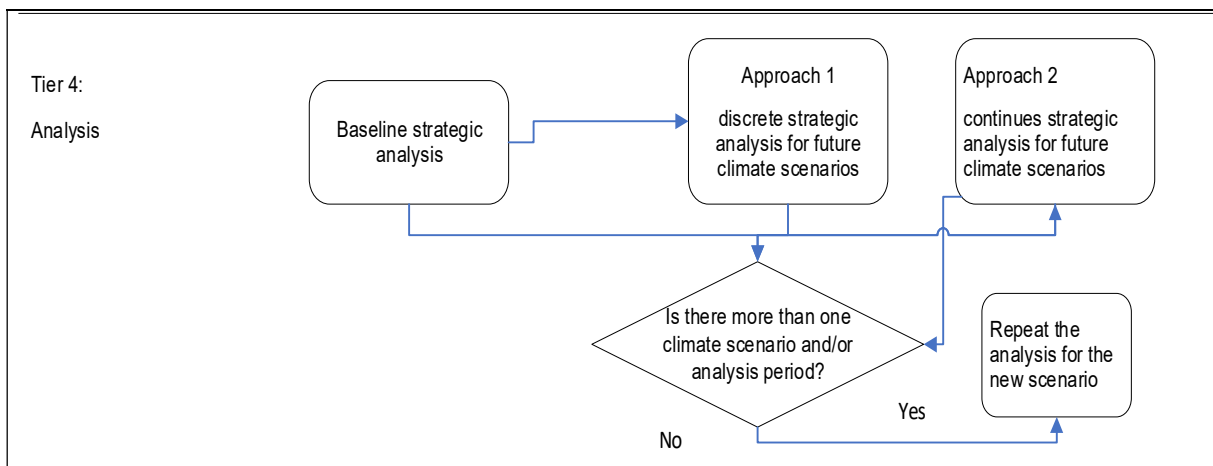 Tier 4:
Analysis
Baseline strategic
analysis
Approach 1
discrete strategic
analysis for future
climate scenarios
Approach 2
continues strategic
analysis for future
climate scenarios
Is there more than one
climate scenario and/or
analysis period?
Repeat the
analysis for the
new scenario
Yes
No